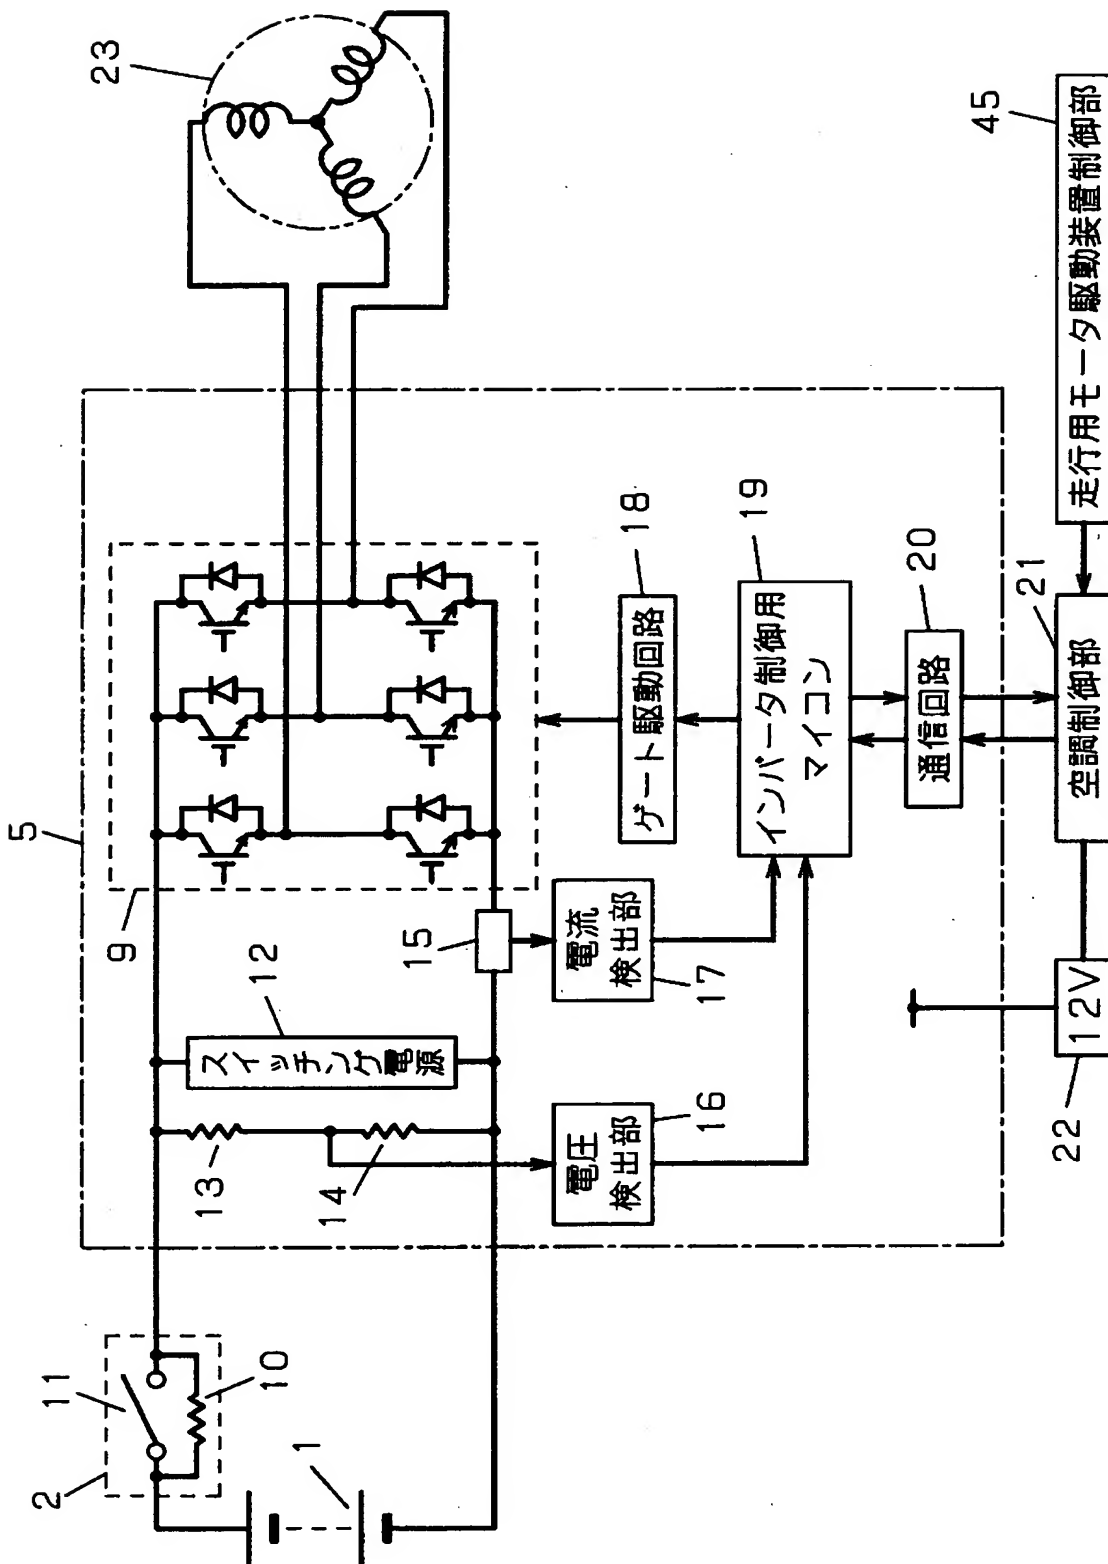 5
9
2
11
10
1
12
スイッチング電源
13
14
15
23
電圧
検出部
16
電流
検出部
17
ゲート駆動回路
18
インバータ制御用
マイコン
19
通信回路
20
12V
22
空調制御部
21
走行用モータ駆動装置制御部
45